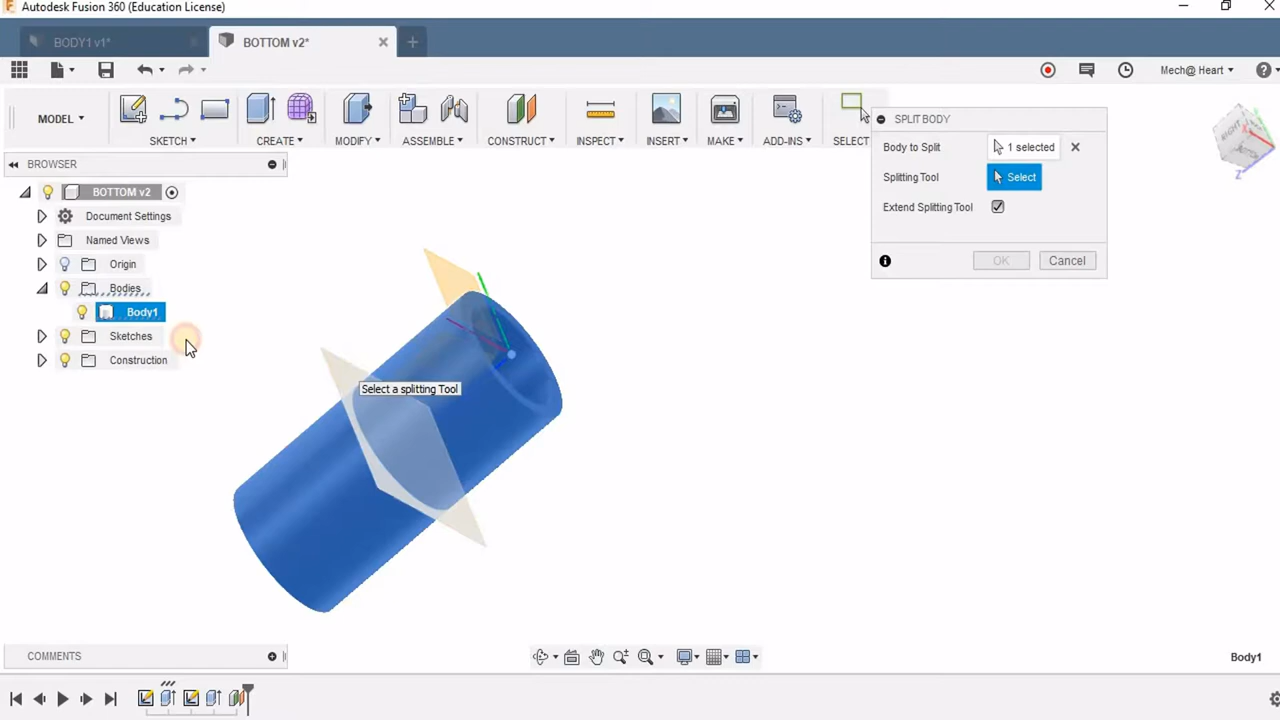 Autodesk Fusion 360 (Education License)
BODY1 v1*
BOTTOM v2*
Mech@ Heart
MODEL
SKETCH
CREATE
MODIFY
ASSEMBLE
CONSTRUCT
INSPECT
INSERT
MAKE
ADD-INS
SELECT
SPLIT BODY
Body to Split
1 selected
Splitting Tool
Select
Extend Splitting Tool
OK
Cancel
BROWSER
BOTTOM v2
Document Settings
Named Views
Origin
Bodies
Body1
Sketches
Construction
Select a splitting Tool
RIGHT
COMMENTS
Body1